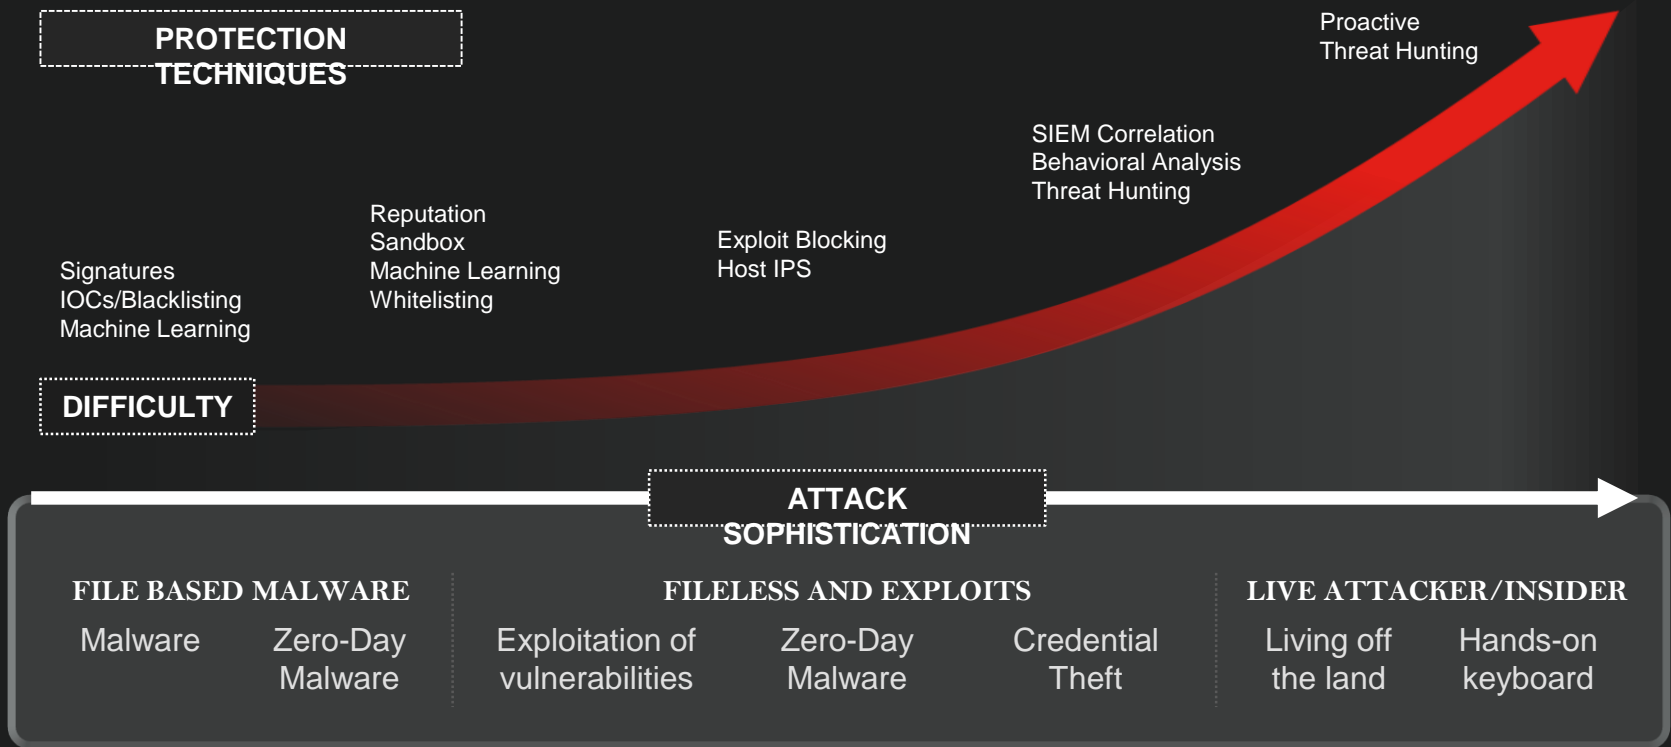 PROTECTION
TECHNIQUES
Proactive
Threat Hunting
SIEM Correlation
Behavioral Analysis
Threat Hunting
Reputation
Sandbox
Machine Learning
Whitelisting
Exploit Blocking
Host IPS
Signatures
IOCs/Blacklisting
Machine Learning
DIFFICULTY
ATTACK
SOPHISTICATION
FILE BASED MALWARE
Malware
Zero-Day
Malware
FILELESS AND EXPLOITS
Exploitation of
vulnerabilities
Zero-Day
Malware
Credential
Theft
LIVE ATTACKER/INSIDER
Living off
the land
Hands-on
keyboard